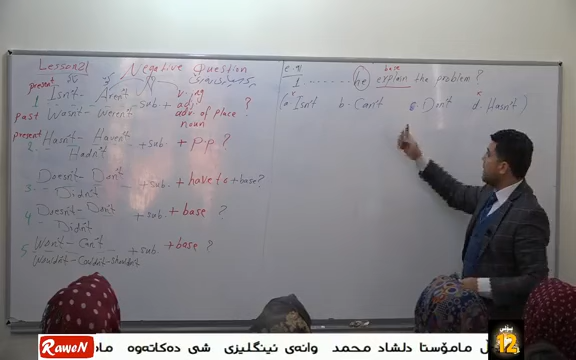 Lesson 21 Negative Question
present SG
1 Isn't - Aren't v-ing
past Wasn't - Weren't - sub + adj ?
adv. of place
noun
present 2 Hasn't - Haven't +sub + p.p ?
Hadn't
3 Doesn't - Don't +sub. + have to + base?
Didn't
4 Doesn't - Don't +sub + base ?
Didn't
5 Won't - Can't +sub + base ?
Wouldn't - Couldn't - Shouldn't
e.g
base
1 .......... he explain the problem ?
(a Isn't b- Can't c- Don't d- Hasn't)
RaweN
مامۆستا دلشاد محمد وانەی ئینگلیزی شی دەکاتەوە
پۆلی
12